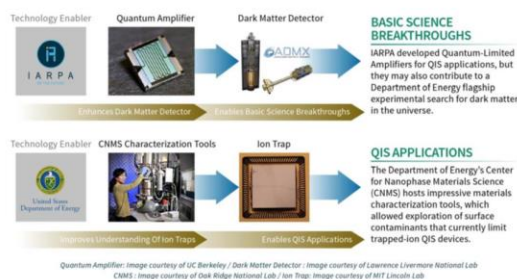 Technology Enabler
Quantum Amplifier
Dark Matter Detector
IARPA
ADMX
Enhances Dark Matter Detector
Enables Basic Science Breakthroughs
BASIC SCIENCE
BREAKTHROUGHS
IARPA developed Quantum-Limited
Amplifiers for QIS applications, but
they may also contribute to a
Department of Energy flagship
experimental search for dark matter
in the universe.
Technology Enabler
CNMS Characterization Tools
Ion Trap
United States
Department of Energy
Improves Understanding Of Ion Traps
Enables QIS Applications
QIS APPLICATIONS
The Department of Energy's Center
for Nanophase Materials Science
(CNMS) hosts impressive materials
characterization tools, which
allowed exploration of surface
contaminants that currently limit
trapped-ion QIS devices.
Quantum Amplifier: Image courtesy of UC Berkeley / Dark Matter Detector : Image courtesy of Lawrence Livermore National Lab
CNMS : Image courtesy of Oak Ridge National Lab / Ion Trap: Image courtesy of MIT Lincoln Lab